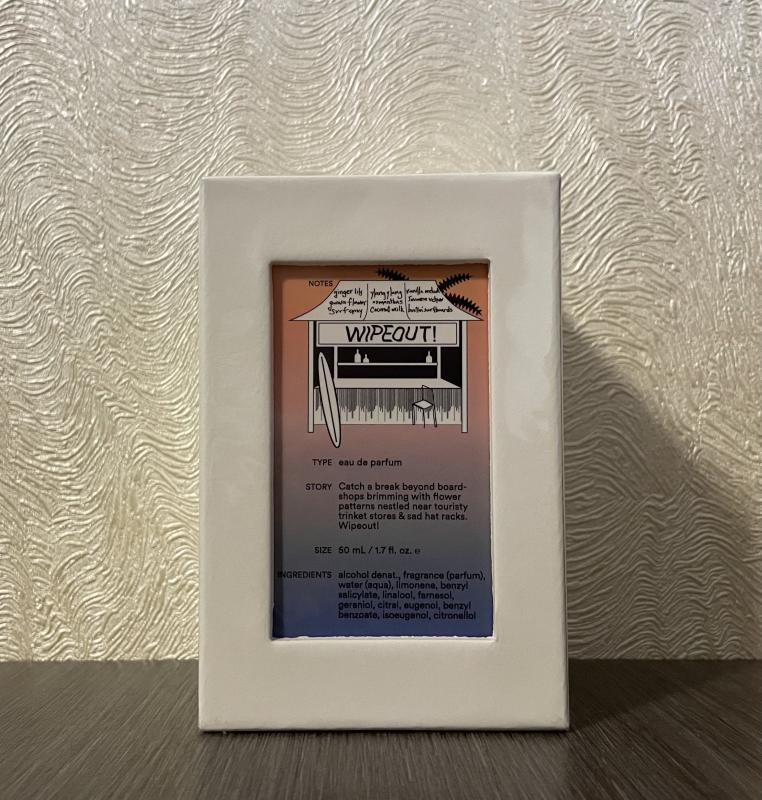 NOTES
ginger lily
guava flower
surf spray
ylang ylang
osmanthus
coconut milk
vanilla
vetiver
surfboards
WIPEOUT!
TYPE eau de parfum
STORY Catch a break beyond board-
shops brimming with flower
patterns nestled near touristy
trinket stores & sad hat racks.
Wipeout!
SIZE 50 mL / 1.7 fl. oz. e
INGREDIENTS alcohol denat., fragrance (parfum),
water (aqua), limonene, benzyl
salicylate, linalool, farnesol,
geraniol, citral, eugenol, benzyl
benzoate, isoeugenol, citronellol